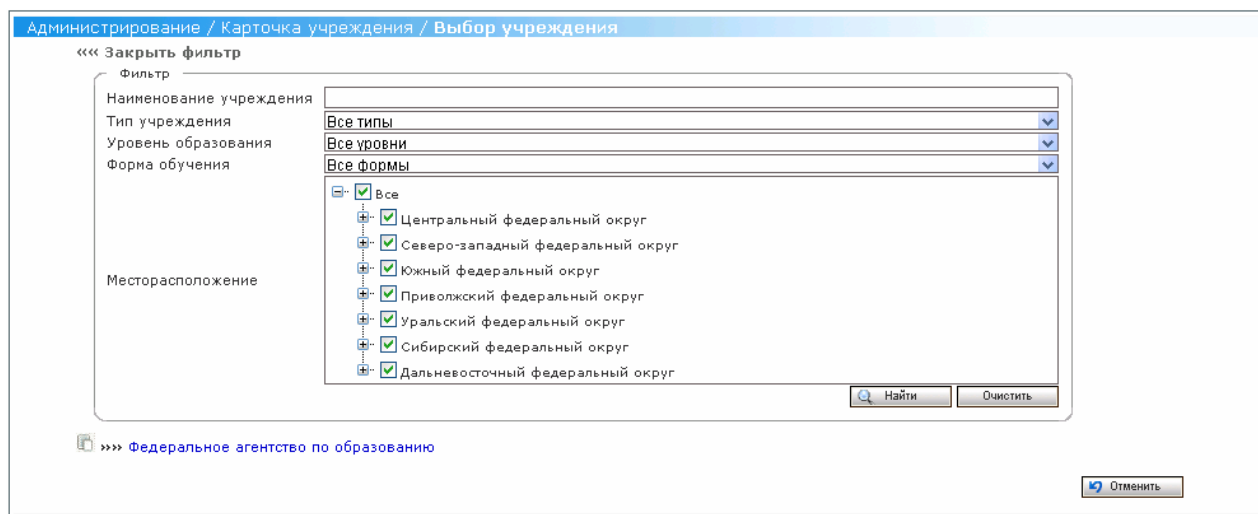 Администрирование / Карточка учреждения / Выбор учреждения
«« Закрыть фильтр
Фильтр
Наименование учреждения
Тип учреждения Все типы
Уровень образования Все уровни
Форма обучения Все формы
Месторасположение
Все
Центральный федеральный округ
Северо-западный федеральный округ
Южный федеральный округ
Приволжский федеральный округ
Уральский федеральный округ
Сибирский федеральный округ
Дальневосточный федеральный округ
Найти Очистить
»» Федеральное агентство по образованию
Отменить